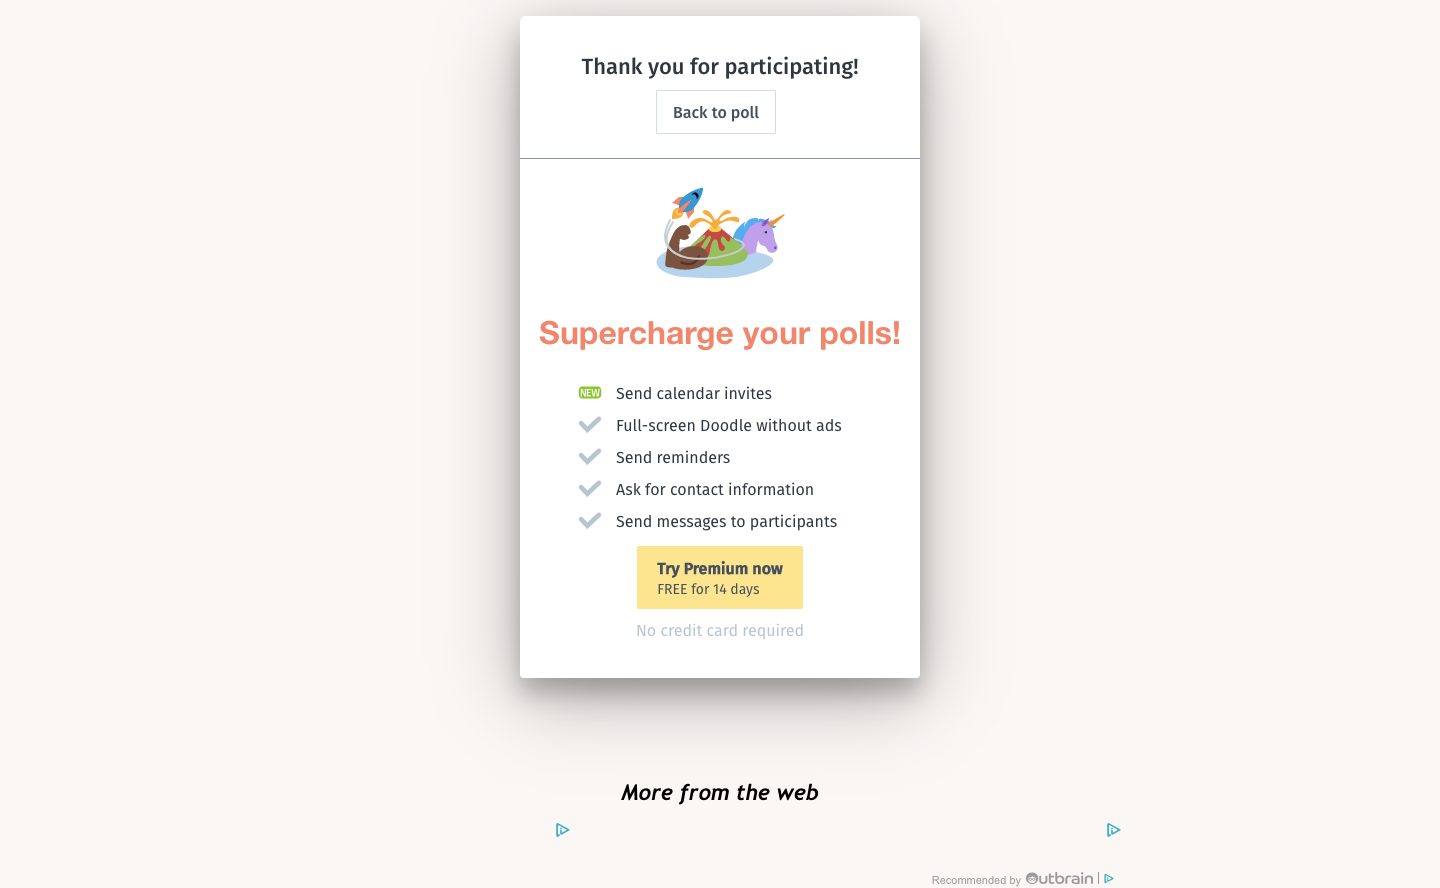 Thank you for participating!
Back to poll
Supercharge your polls!
NEW Send calendar invites
Full-screen Doodle without ads
Send reminders
Ask for contact information
Send messages to participants
Try Premium now
FREE for 14 days
No credit card required
More from the web
Recommended by Outbrain